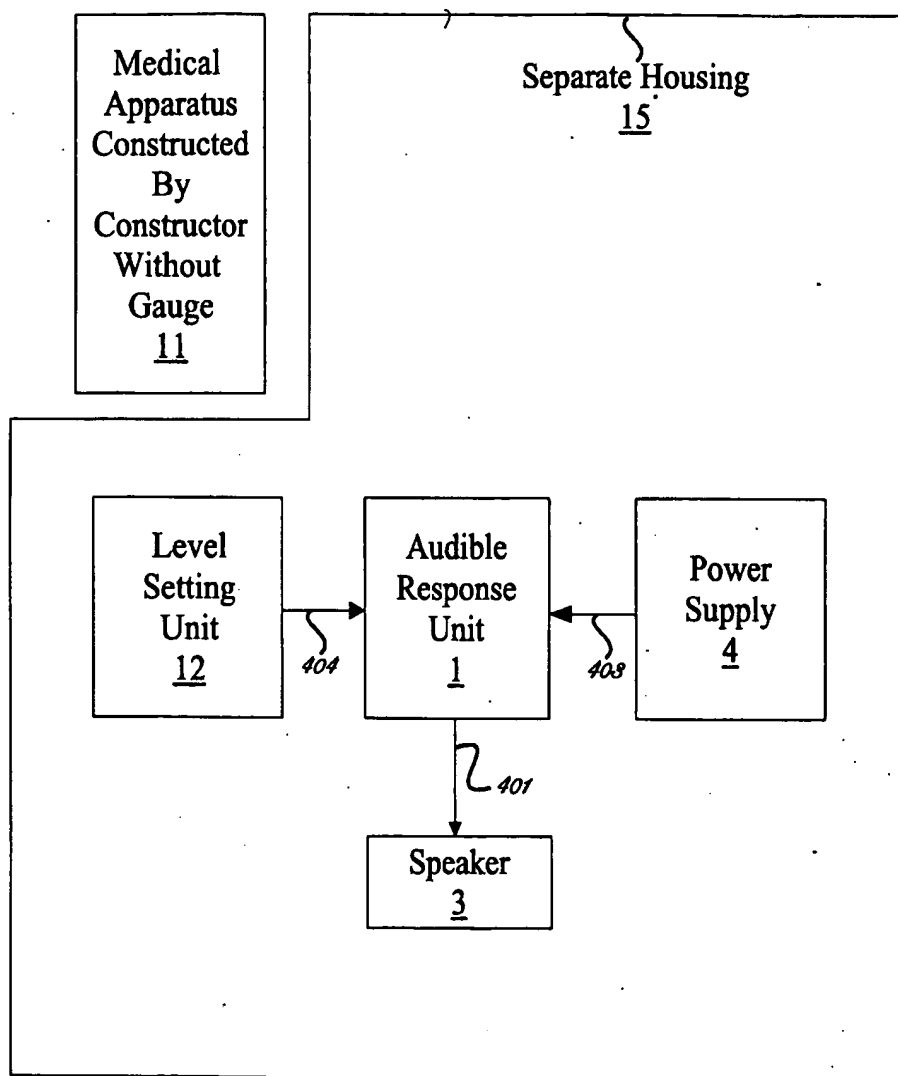 Medical
Apparatus
Constructed
By
Constructor
Without
Gauge
11
Separate Housing
15
Level
Setting
Unit
12
404
Audible
Response
Unit
1
403
Power
Supply
4
401
Speaker
3